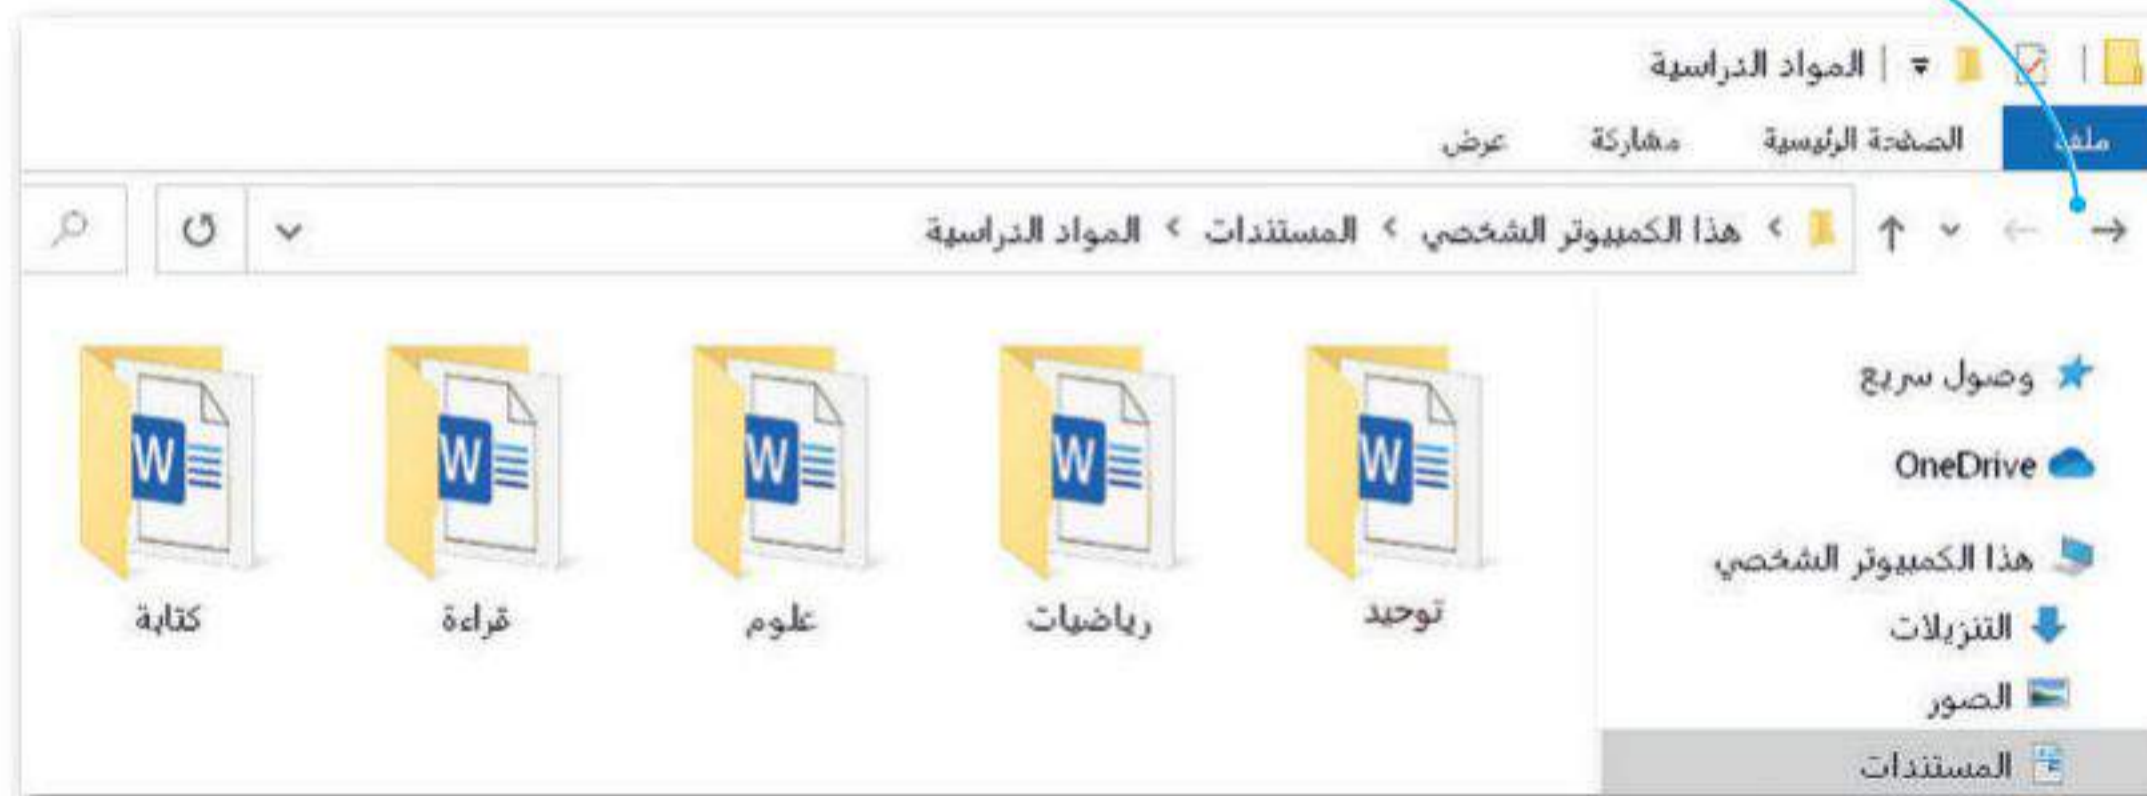 المواد الدراسية
ملف الصفحة الرئيسية مشاركة عرض
هذا الكمبيوتر الشخصي > المستندات > المواد الدراسية
وصول سريع
OneDrive
هذا الكمبيوتر الشخصي
التنزيلات
الصور
المستندات
توحيد
رياضيات
علوم
قراءة
كتابة